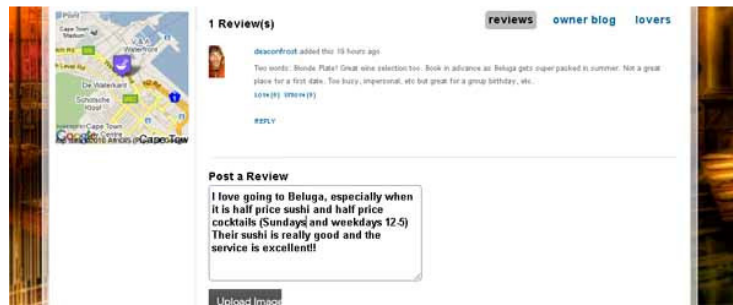 1 Review(s)
reviews owner blog lovers
deaconfrost added this 16 hours ago
Two words: Blonde Plate! Great wine selection too. Book in advance as Beluga gets super packed in summer. Not a great
place for a first date. Too busy, impersonal, etc but great for a group birthday, etc.
REPLY
Post a Review
I love going to Beluga, especially when
it is half price sushi and half price
cocktails (Sundays and weekdays 12-5)
Their sushi is really good and the
service is excellent!!
Upload Image
Point
Cape Town
Stadium
V & A
Waterfront
De Waterkant
Schotsche
Kloof
Cape Town
Centre
Google
Cape Tow